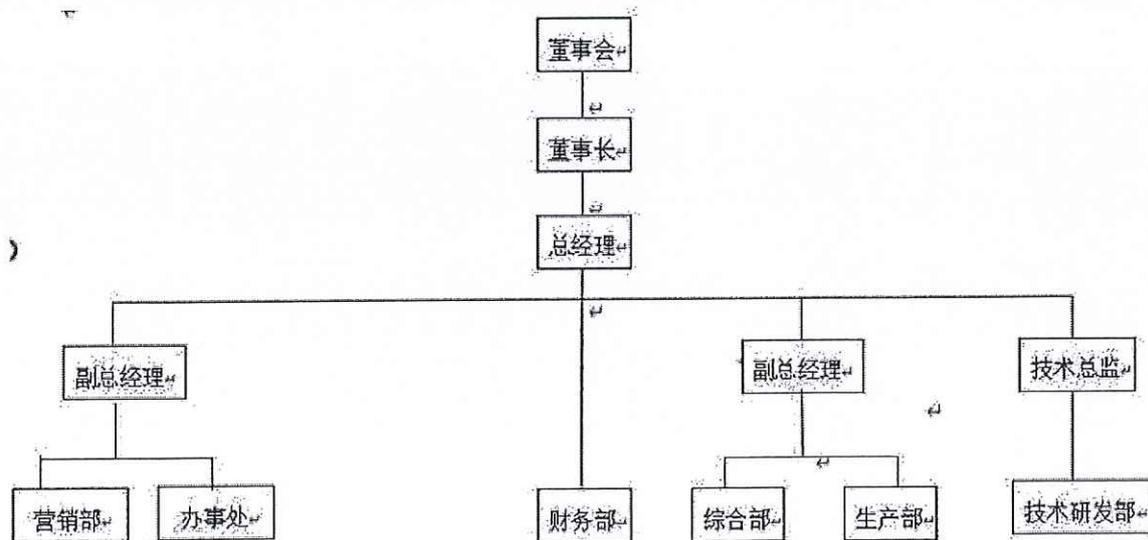 董事会
董事长
总经理
副总经理
副总经理
技术总监
营销部
办事处
财务部
综合部
生产部
技术研发部